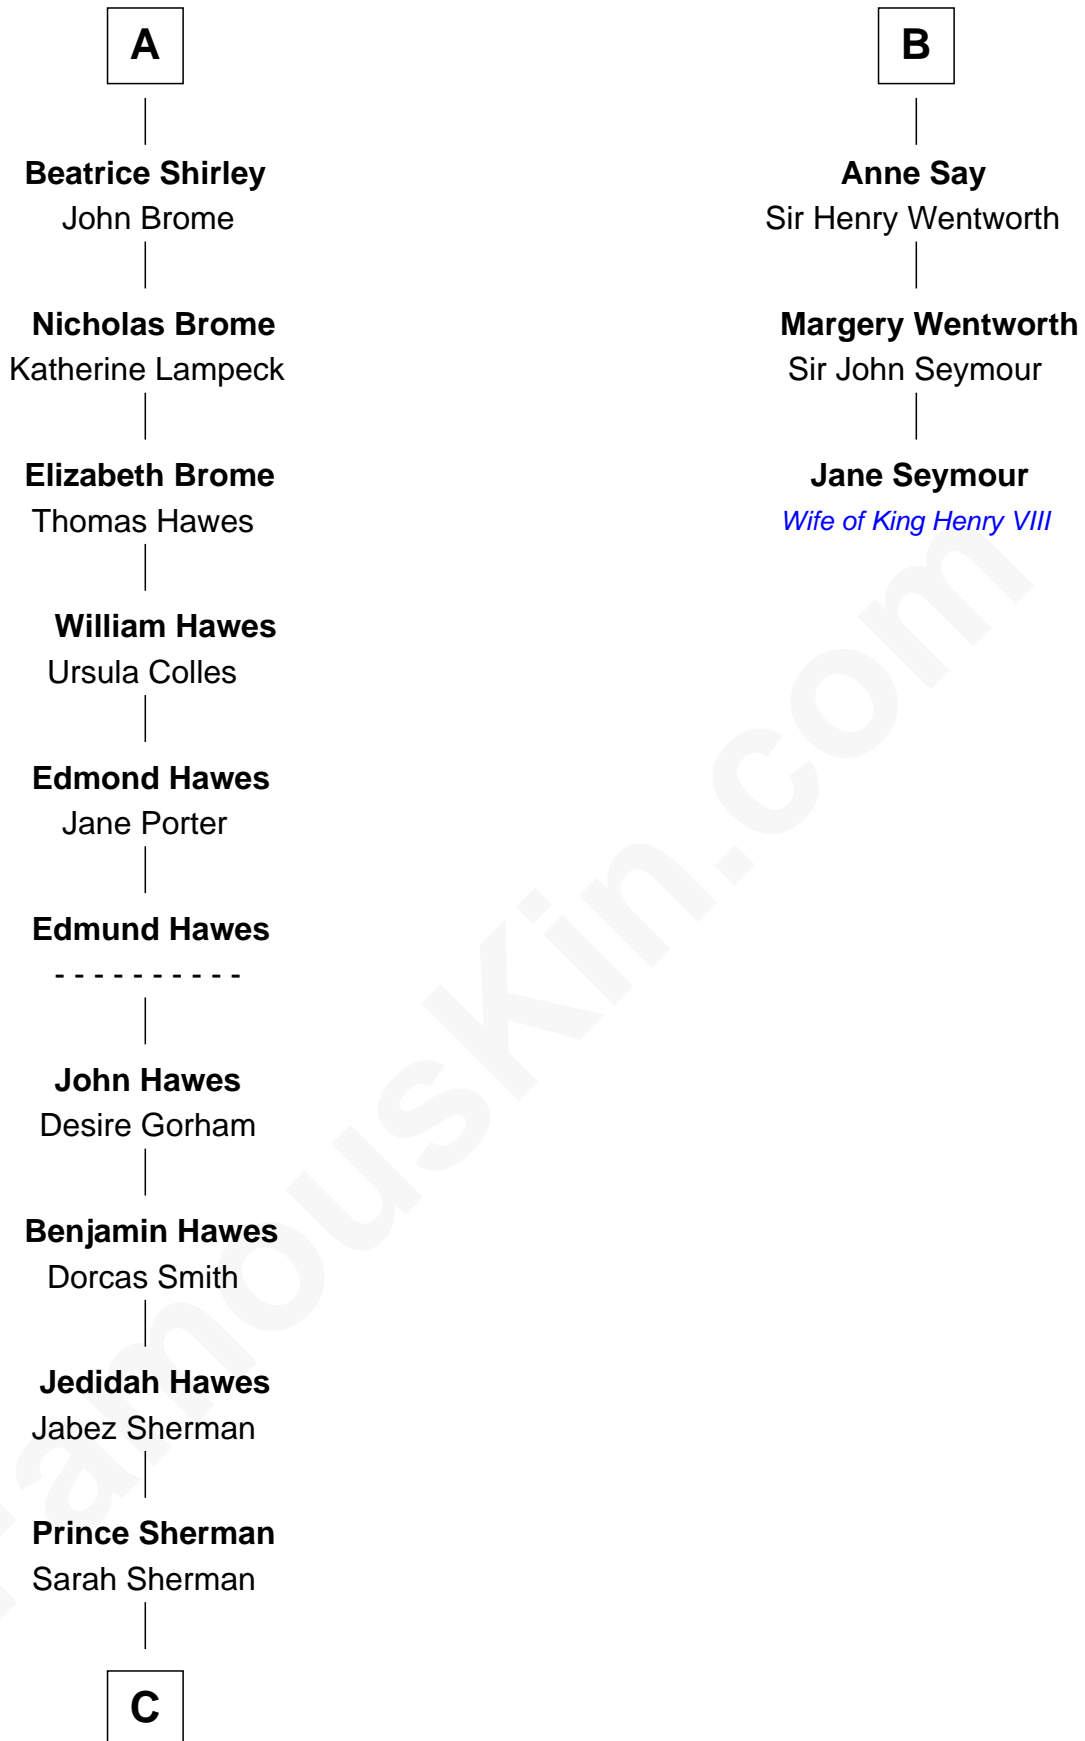 A
Beatrice Shirley
John Brome
Nicholas Brome
Katherine Lampeck
Elizabeth Brome
Thomas Hawes
William Hawes
Ursula Colles
Edmond Hawes
Jane Porter
Edmund Hawes
- - - - - - - - - -
John Hawes
Desire Gorham
Benjamin Hawes
Dorcas Smith
Jedidah Hawes
Jabez Sherman
Prince Sherman
Sarah Sherman
C
B
Anne Say
Sir Henry Wentworth
Margery Wentworth
Sir John Seymour
Jane Seymour
Wife of King Henry VIII
FamousKin.com